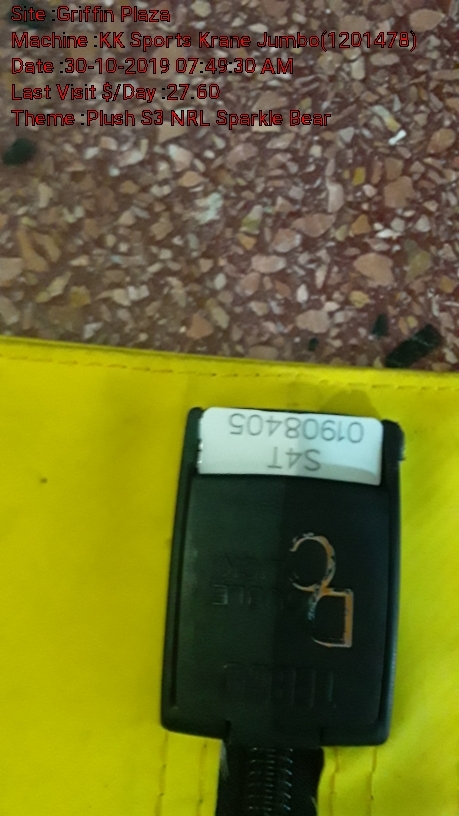 Site :Griffin Plaza
Machine :KK Sports Krane Jumbo(1201478)
Date :30-10-2019 07:49:30 AM
Last Visit $/Day :27.60
Theme :Plush S3 NRL Sparkle Bear
S4T
01908405